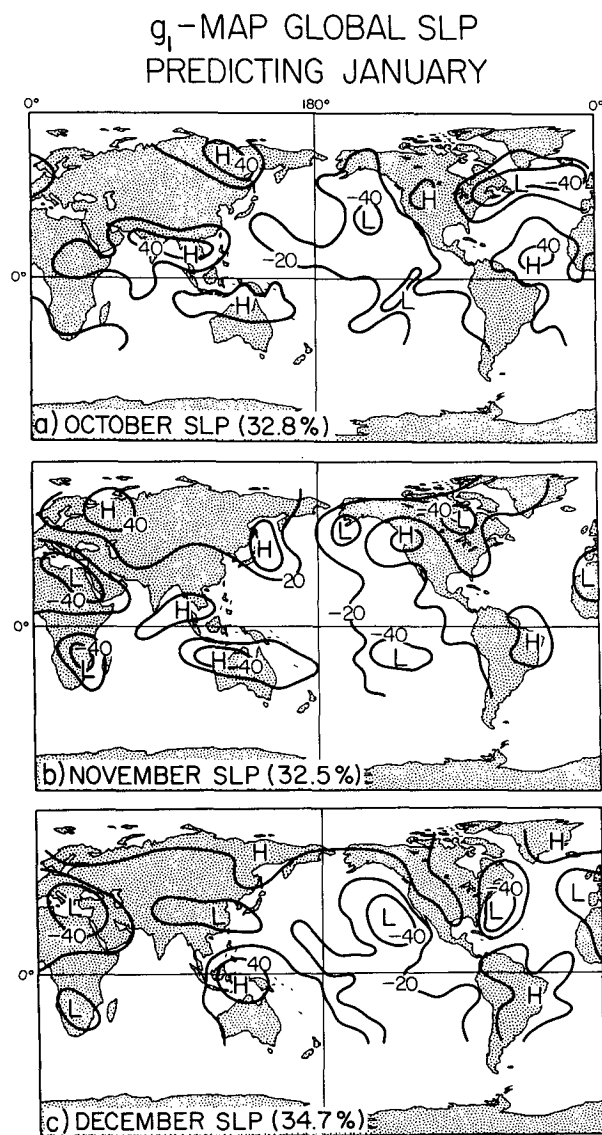 g₁-MAP GLOBAL SLP
PREDICTING JANUARY
0° 180° 0°
H 40
H L -40
-40 L
40 H
-20
40 H
0°
H L
a) OCTOBER SLP (32.8%)
H 40
-40 L
H L H
L 40
20
H
-20
L
0°
-40 L
H -40
-40 L
H
b) NOVEMBER SLP (32.5%)
H H
L -40
L
-40 L
L
L -40
40 H
-20
0°
H
L
c) DECEMBER SLP (34.7%)